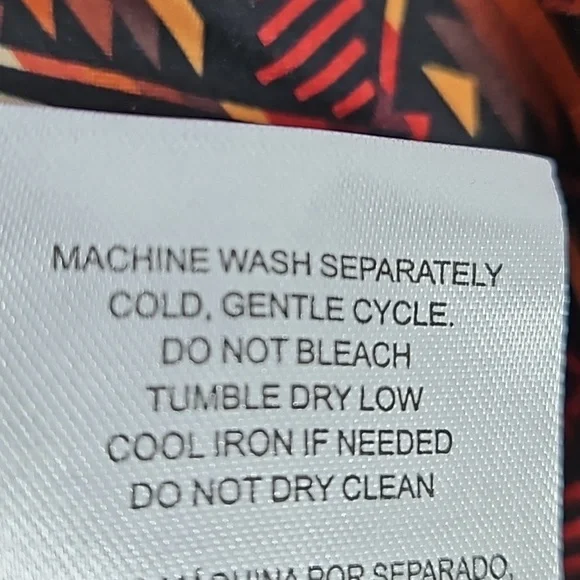 MACHINE WASH SEPARATELY
COLD, GENTLE CYCLE.
DO NOT BLEACH
TUMBLE DRY LOW
COOL IRON IF NEEDED
DO NOT DRY CLEAN
MÁQUINA POR SEPARADO,